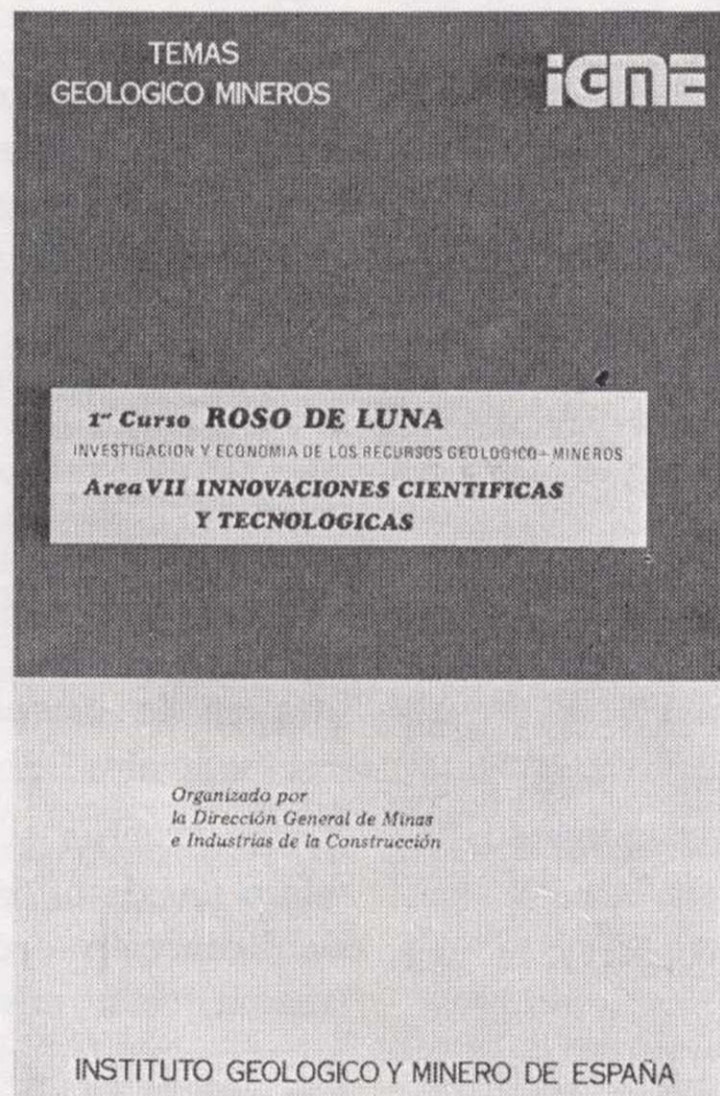 TEMAS
GEOLOGICO MINEROS
iGME
1er Curso ROSO DE LUNA
INVESTIGACION Y ECONOMIA DE LOS RECURSOS GEOLOGICO-MINEROS
Area VII INNOVACIONES CIENTIFICAS
Y TECNOLOGICAS
Organizado por
la Dirección General de Minas
e Industrias de la Construcción
INSTITUTO GEOLOGICO Y MINERO DE ESPAÑA